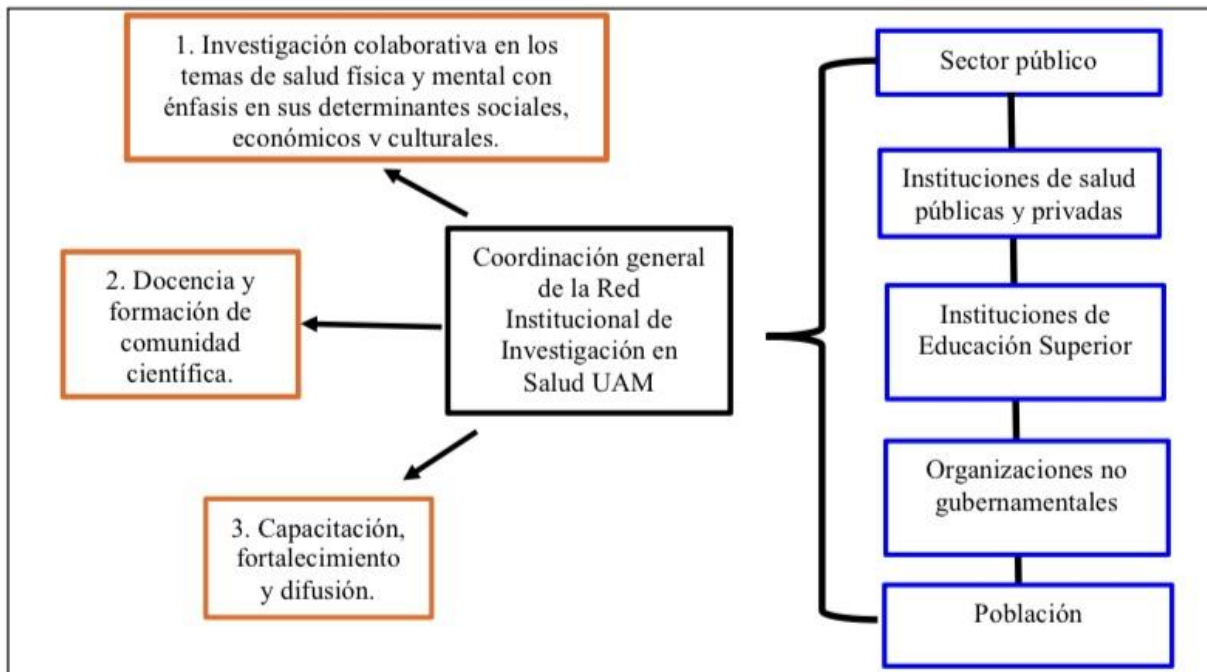 1. Investigación colaborativa en los
temas de salud física y mental con
énfasis en sus determinantes sociales,
económicos v culturales.
2. Docencia y
formación de
comunidad
científica.
3. Capacitación,
fortalecimiento
y difusión.
Coordinación general
de la Red
Institucional de
Investigación en
Salud UAM
Sector público
Instituciones de salud
públicas y privadas
Instituciones de
Educación Superior
Organizaciones no
gubernamentales
Población